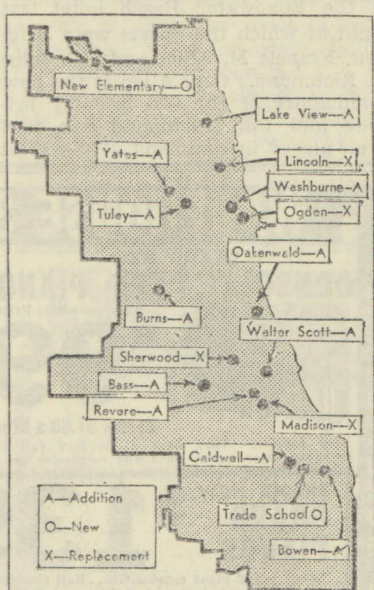 New Elementary—O
Lake View—A
Yates—A
Lincoln—X
Washburne—A
Tuley—A
Ogden—X
Oakenwald—A
Burns—A
Walter Scott—A
Sherwood—X
Bass—A
Revere—A
Madison—X
Caldwell—A
A—Addition
O—New
X—Replacement
Trade School O
Bowen—A